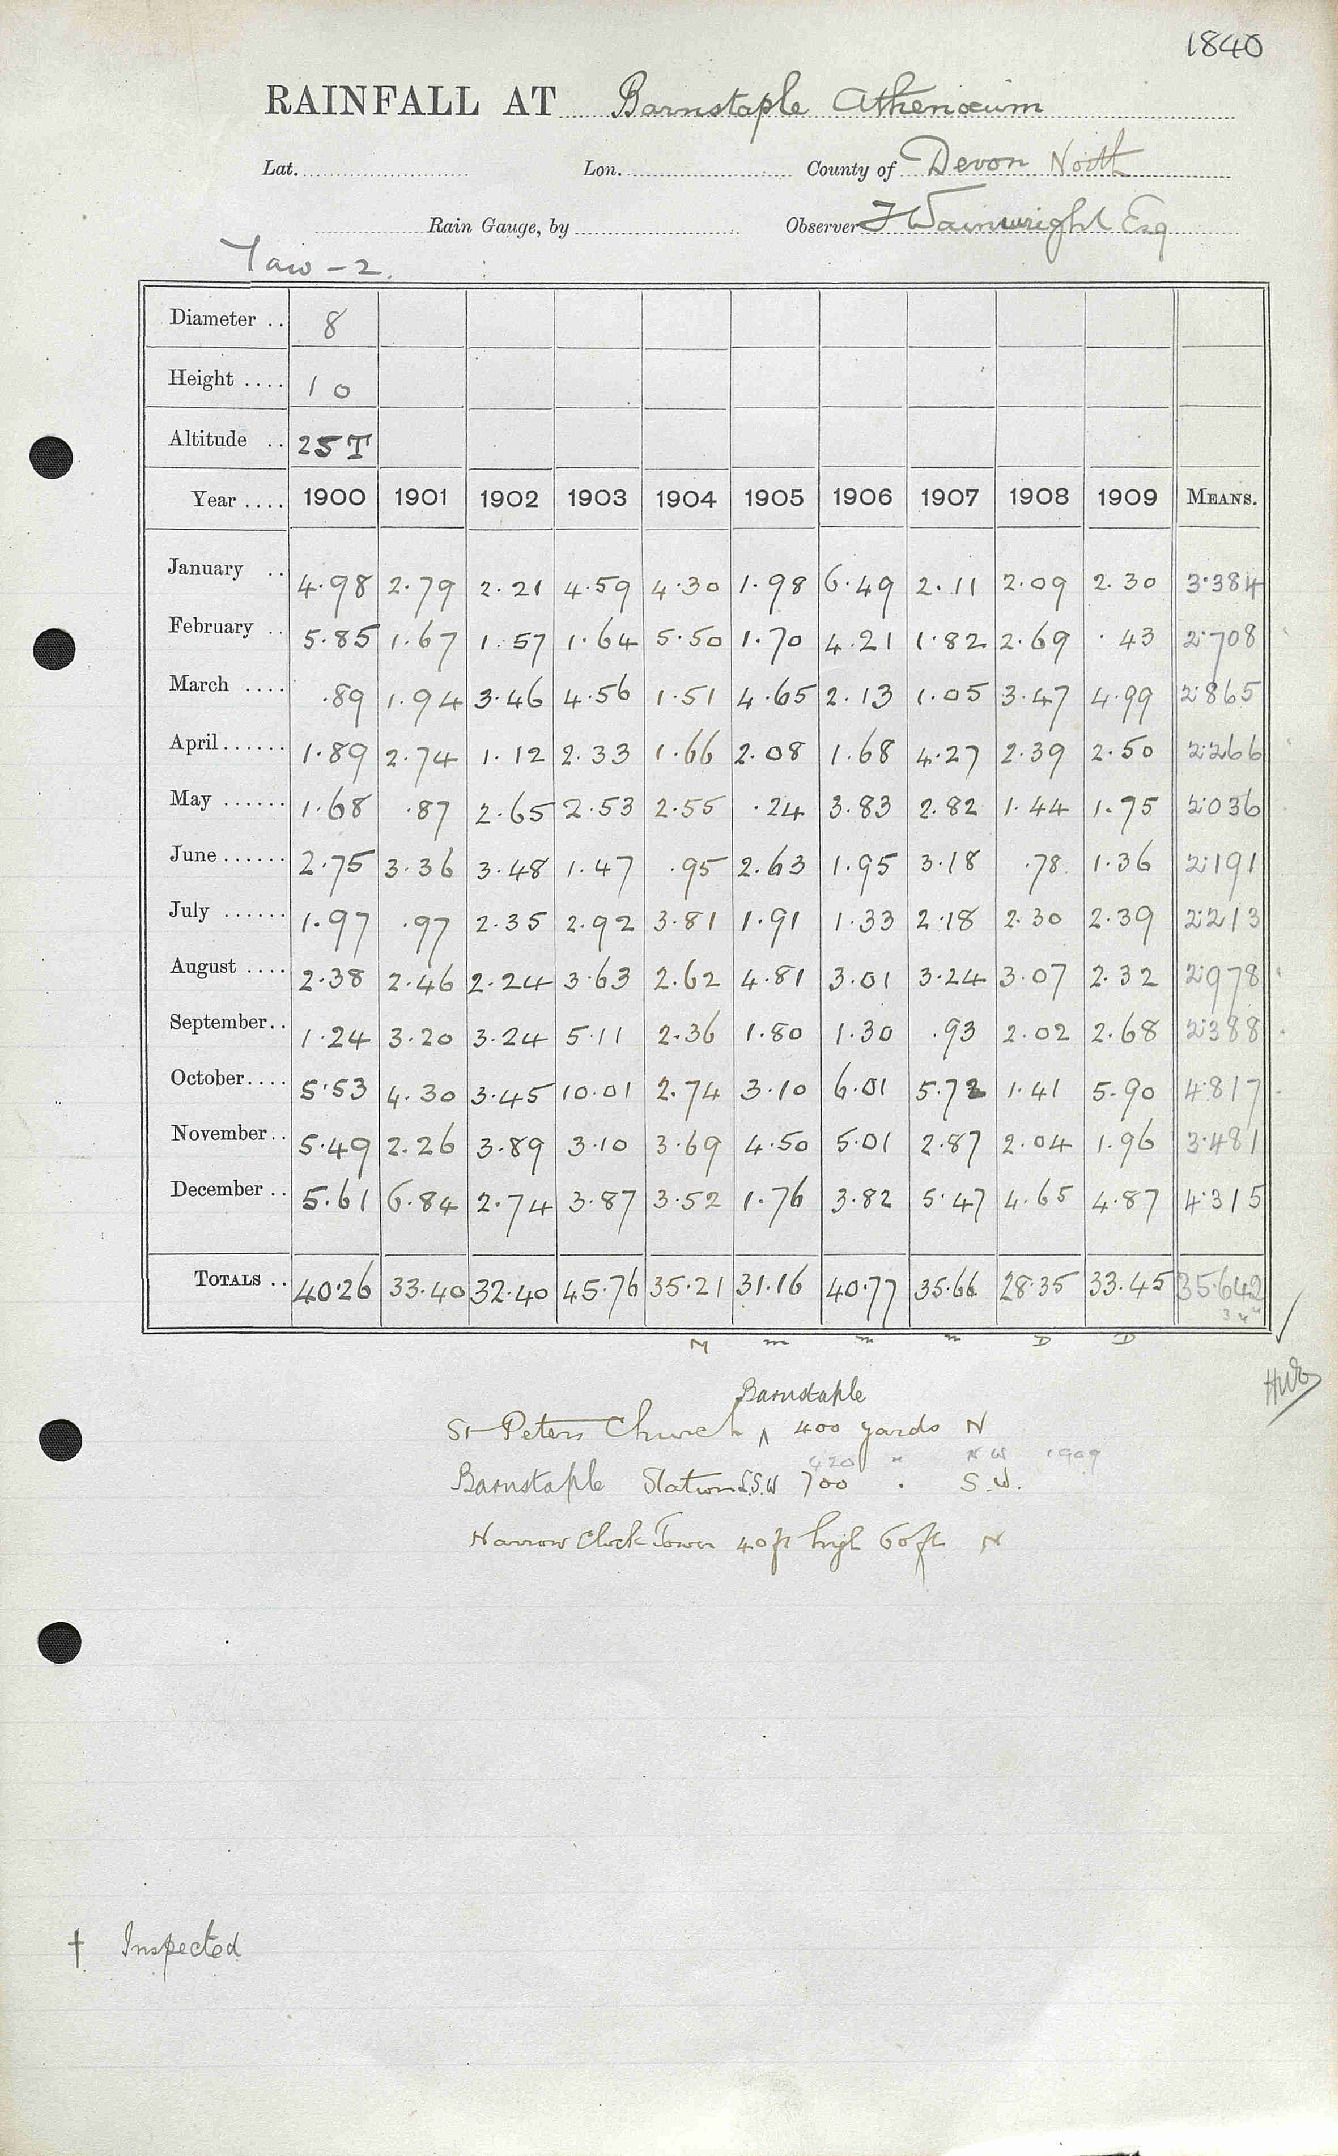 1840
RAINFALL AT Barnstaple Athenæum
Lat. Lon. County of Devon North
Rain Gauge, by Observer F Wainwright Esq
Taw - 2.
Diameter .. 8
Height .... 1 0
Altitude .. 25 T
Year .... 1900 1901 1902 1903 1904 1905 1906 1907 1908 1909 MEANS.
January .. 4.98 2.79 2.21 4.59 4.30 1.98 6.49 2.11 2.09 2.30 3.384
February .. 5.85 1.67 1.57 1.64 5.50 1.70 4.21 1.82 2.69 .43 2.708
March .... .89 1.94 3.46 4.56 1.51 4.65 2.13 1.05 3.47 4.99 2.865
April ...... 1.89 2.74 1.12 2.33 1.66 2.08 1.68 4.27 2.39 2.50 2.266
May ...... 1.68 .87 2.65 2.53 2.55 .24 3.83 2.82 1.44 1.75 2.036
June ...... 2.75 3.36 3.48 1.47 .95 2.63 1.95 3.18 .78 1.36 2.191
July ...... 1.97 .97 2.35 2.92 3.81 1.91 1.33 2.18 2.30 2.39 2.213
August .... 2.38 2.46 2.24 3.63 2.62 4.81 3.01 3.24 3.07 2.32 2.978
September.. 1.24 3.20 3.24 5.11 2.36 1.80 1.30 .93 2.02 2.68 2.388
October.... 5.53 4.30 3.45 10.01 2.74 3.10 6.01 5.72 1.41 5.90 4.817
November.. 5.49 2.26 3.89 3.10 3.69 4.50 5.01 2.87 2.04 1.96 3.481
December .. 5.61 6.84 2.74 3.87 3.52 1.76 3.82 5.47 4.65 4.87 4.315
TOTALS .. 40.26 33.40 32.40 45.76 35.21 31.16 40.77 35.66 28.35 33.45 35.642
M m m m D D
Barnstaple
St Peters Church ^ 400 yards N
420 " N W 1909
Barnstaple Station S.S.W 700 . S.W.
Narrow Clock Tower 40ft high 60ft N
† Inspected